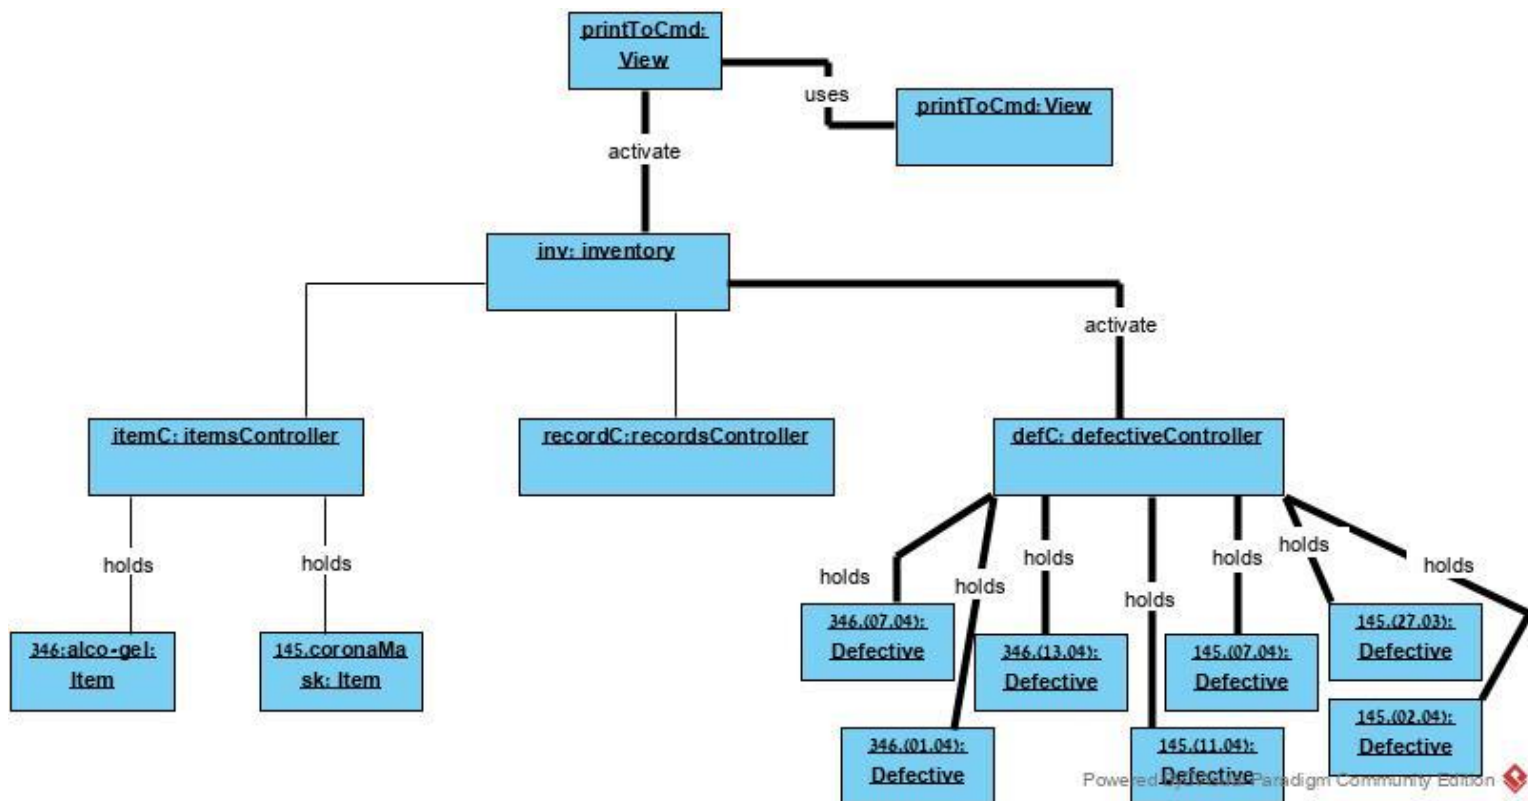 printToCmd:
View
uses
printToCmd: View
activate
inv: inventory
activate
itemC: itemsController
recordC:recordsController
defC: defectiveController
holds
holds
holds
holds
holds
holds
holds
holds
holds
346:alco-gel:
Item
145.coronaMa
sk: Item
346.(07.04):
Defective
346.(13.04):
Defective
145.(07.04):
Defective
145.(27.03):
Defective
346.(01.04):
Defective
145.(11.04):
Defective
145.(02.04):
Defective
Powered By Visual Paradigm Community Edition